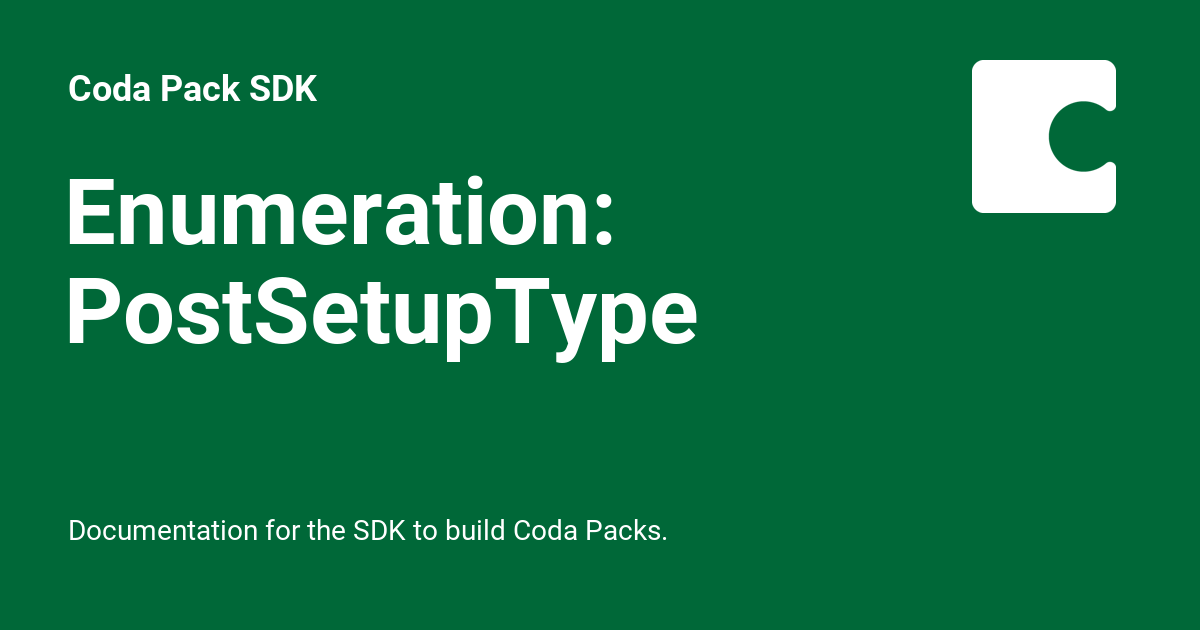 Coda Pack SDK
Enumeration:
PostSetupType
Documentation for the SDK to build Coda Packs.